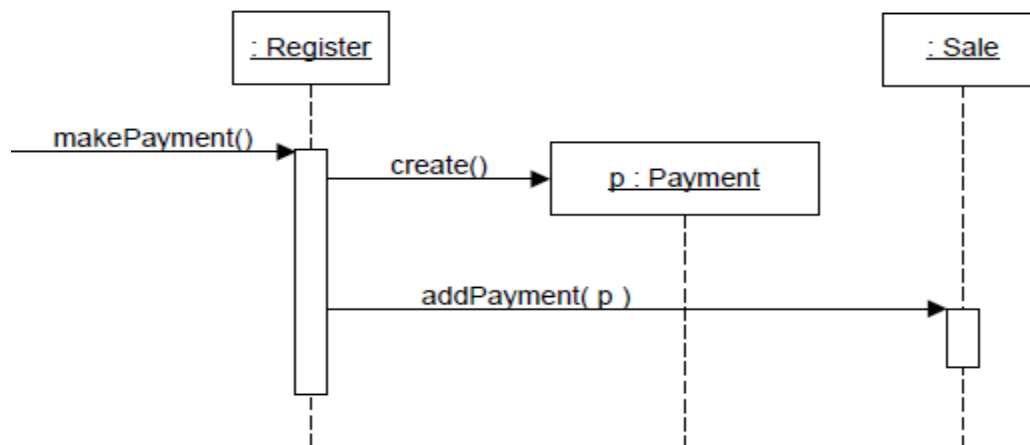 : Register
: Sale
makePayment()
create()
p : Payment
addPayment( p )